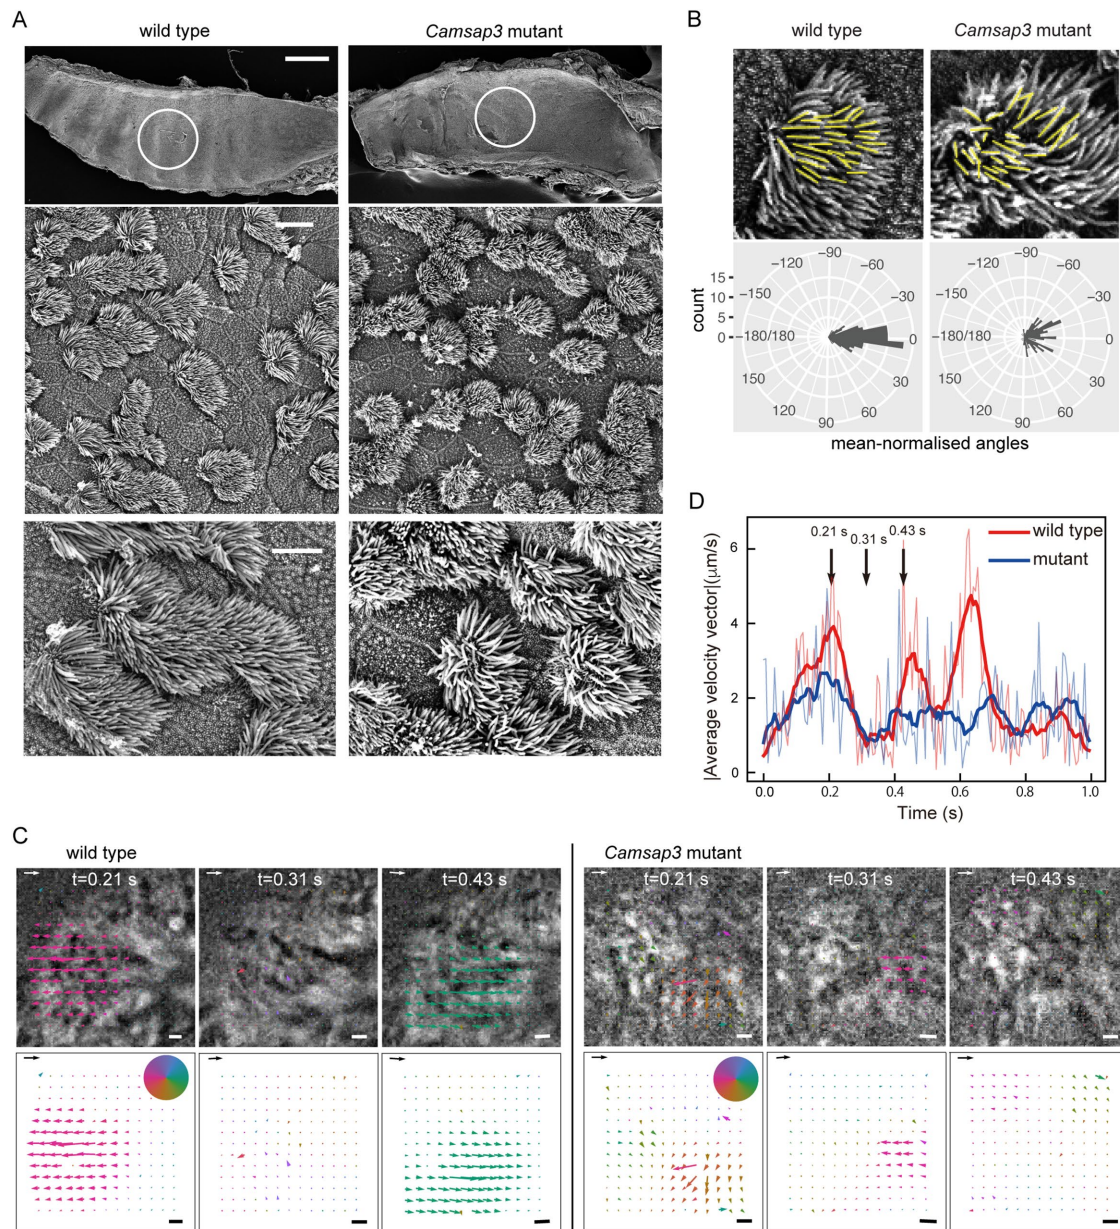 A
wild type
Camsap3 mutant
B
wild type
Camsap3 mutant
count
15
10
5
0
−90
−120
−60
−150
−30
−180/180
0
150
30
120
60
90
−90
−120
−60
−150
−30
−180/180
0
150
30
120
60
90
mean-normalised angles
D
|Average velocity vector|(μm/s)
6
4
2
0
0.21 s
0.31 s
0.43 s
wild type
mutant
0.0
0.2
0.4
0.6
0.8
1.0
Time (s)
C
wild type
t=0.21 s
t=0.31 s
t=0.43 s
Camsap3 mutant
t=0.21 s
t=0.31 s
t=0.43 s